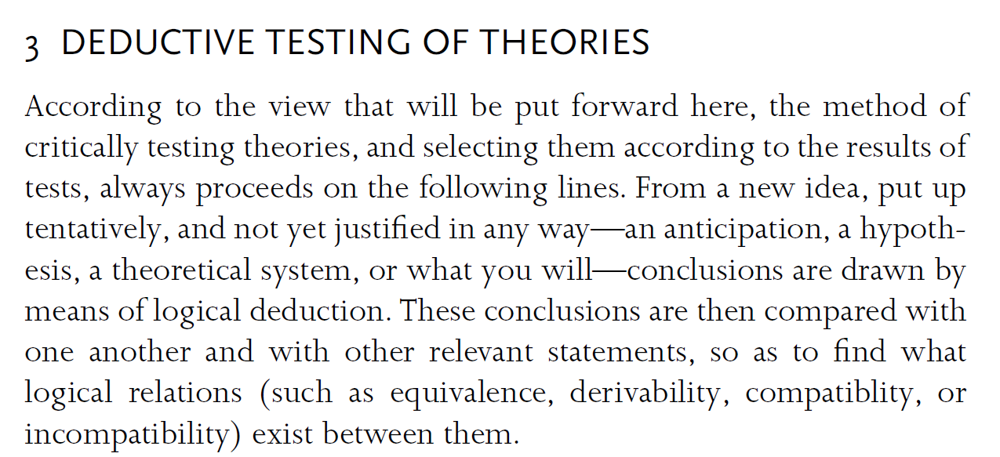 3 DEDUCTIVE TESTING OF THEORIES
According to the view that will be put forward here, the method of
critically testing theories, and selecting them according to the results of
tests, always proceeds on the following lines. From a new idea, put up
tentatively, and not yet justified in any way—an anticipation, a hypoth-
esis, a theoretical system, or what you will—conclusions are drawn by
means of logical deduction. These conclusions are then compared with
one another and with other relevant statements, so as to find what
logical relations (such as equivalence, derivability, compatiblity, or
incompatibility) exist between them.